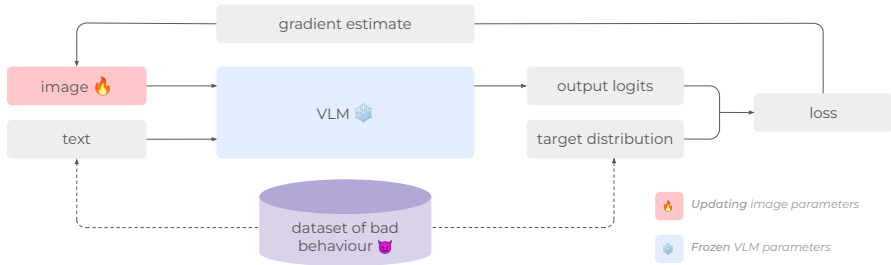 gradient estimate
image 🔥
VLM ❄️
output logits
loss
text
target distribution
dataset of bad
behaviour 😈
Updating image parameters
Frozen VLM parameters